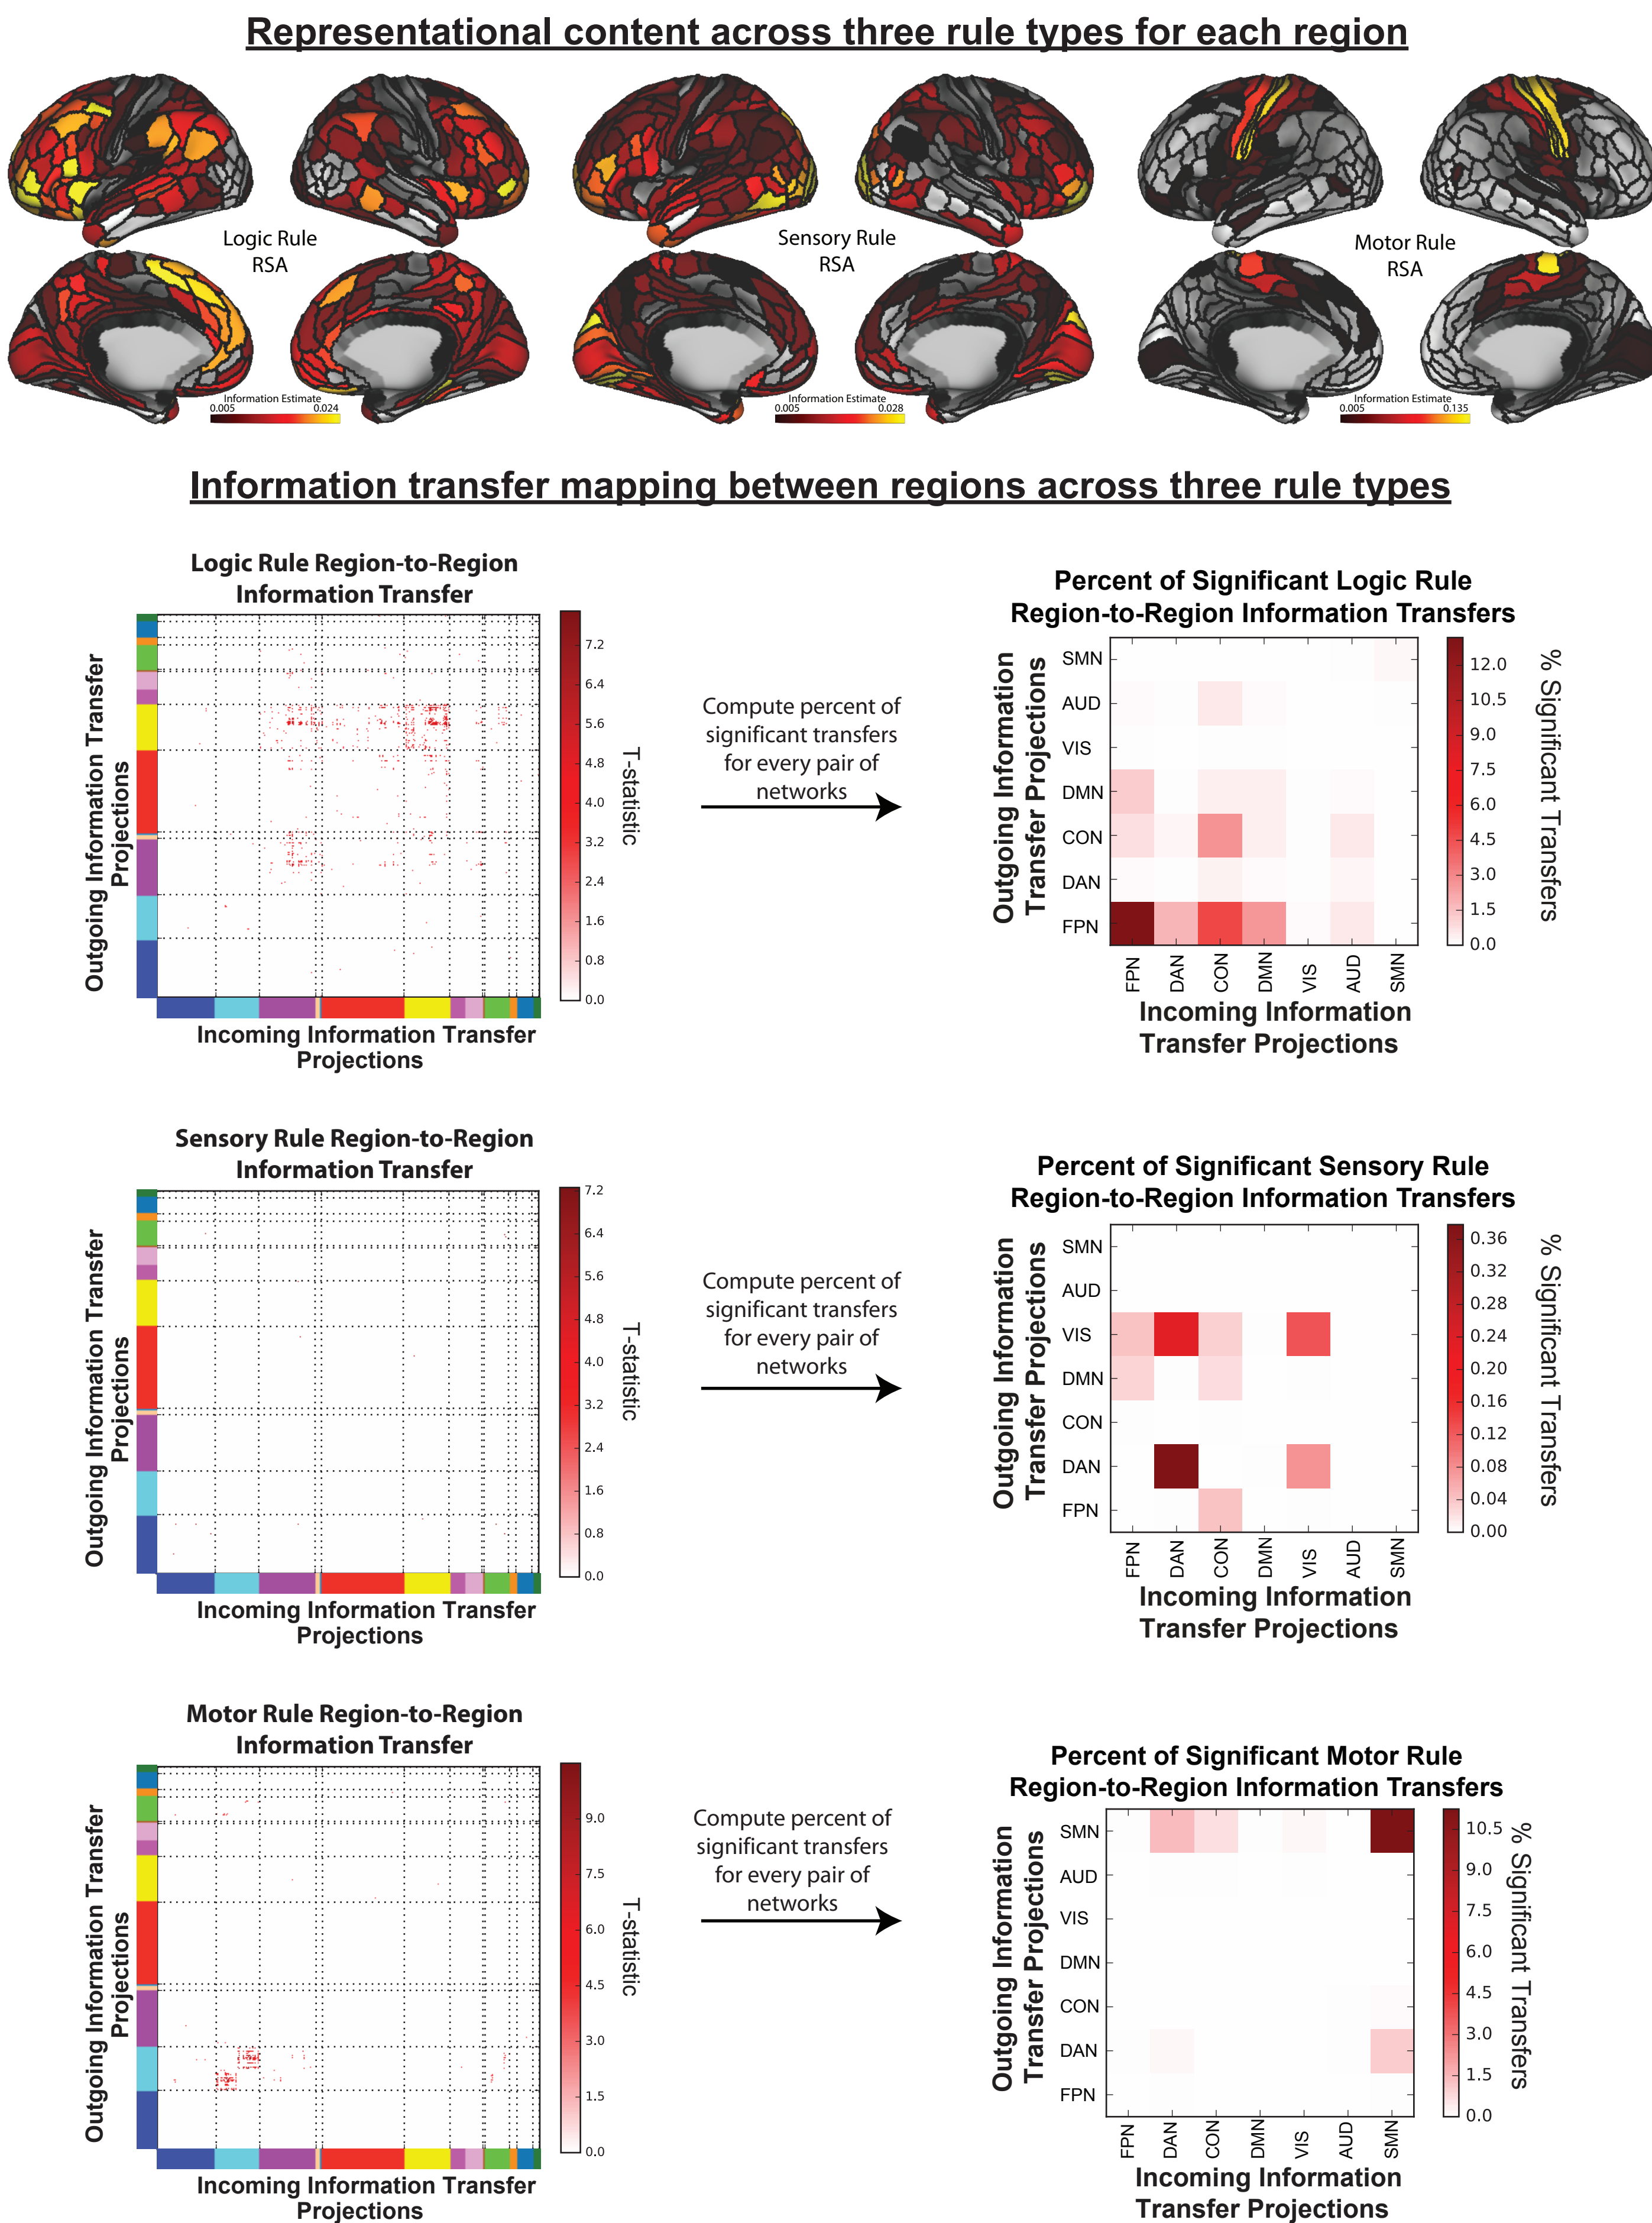 Representational content across three rule types for each region
Logic Rule
RSA
Sensory Rule
RSA
Motor Rule
RSA
Information Estimate
0.005 0.024
Information Estimate
0.005 0.028
Information Estimate
0.005 0.135
Information transfer mapping between regions across three rule types
Logic Rule Region-to-Region
Information Transfer
Outgoing Information Transfer
Projections
7.2
6.4
5.6
4.8
4.0
3.2
2.4
1.6
0.8
0.0
T-statistic
Incoming Information Transfer
Projections
Compute percent of
significant transfers
for every pair of
networks
Percent of Significant Logic Rule
Region-to-Region Information Transfers
Outgoing Information
Transfer Projections
SMN
AUD
VIS
DMN
CON
DAN
FPN
FPN DAN CON DMN VIS AUD SMN
Incoming Information
Transfer Projections
12.0
10.5
9.0
7.5
6.0
4.5
3.0
1.5
0.0
% Significant Transfers
Sensory Rule Region-to-Region
Information Transfer
Outgoing Information Transfer
Projections
7.2
6.4
5.6
4.8
4.0
3.2
2.4
1.6
0.8
0.0
T-statistic
Incoming Information Transfer
Projections
Compute percent of
significant transfers
for every pair of
networks
Percent of Significant Sensory Rule
Region-to-Region Information Transfers
Outgoing Information
Transfer Projections
SMN
AUD
VIS
DMN
CON
DAN
FPN
FPN DAN CON DMN VIS AUD SMN
Incoming Information
Transfer Projections
0.36
0.32
0.28
0.24
0.20
0.16
0.12
0.08
0.04
0.00
% Significant Transfers
Motor Rule Region-to-Region
Information Transfer
Outgoing Information Transfer
Projections
9.0
7.5
6.0
4.5
3.0
1.5
0.0
T-statistic
Incoming Information Transfer
Projections
Compute percent of
significant transfers
for every pair of
networks
Percent of Significant Motor Rule
Region-to-Region Information Transfers
Outgoing Information
Transfer Projections
SMN
AUD
VIS
DMN
CON
DAN
FPN
FPN DAN CON DMN VIS AUD SMN
Incoming Information
Transfer Projections
10.5
9.0
7.5
6.0
4.5
3.0
1.5
0.0
% Significant Transfers